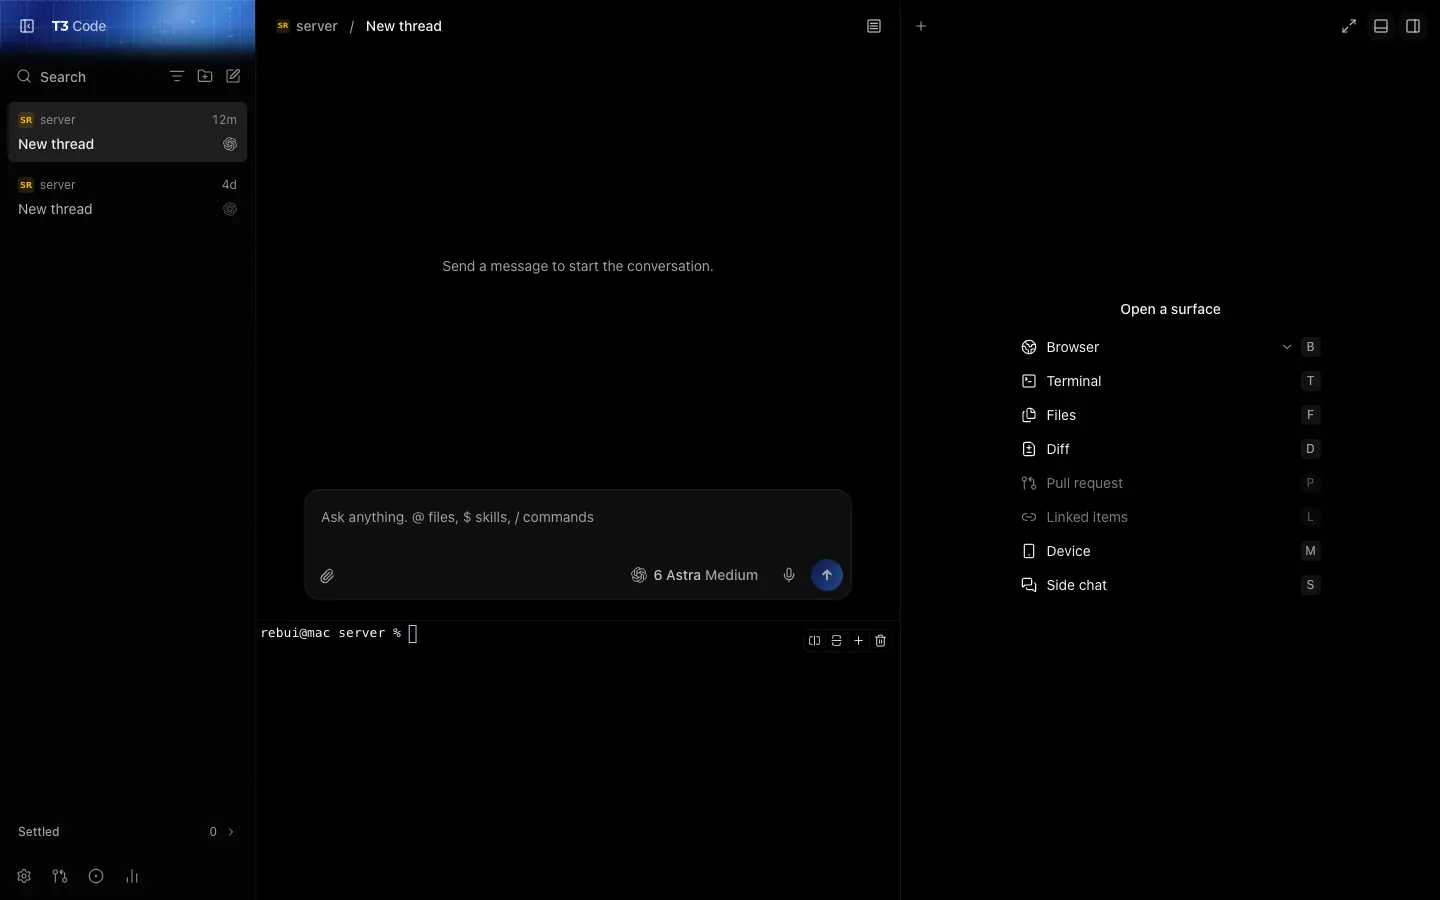 T3 Code
Search
SR server 12m
New thread
SR server 4d
New thread
Settled 0
SR server / New thread
Send a message to start the conversation.
Ask anything. @ files, $ skills, / commands
6 Astra Medium
rebui@mac server %
Open a surface
Browser B
Terminal T
Files F
Diff D
Pull request P
Linked items L
Device M
Side chat S